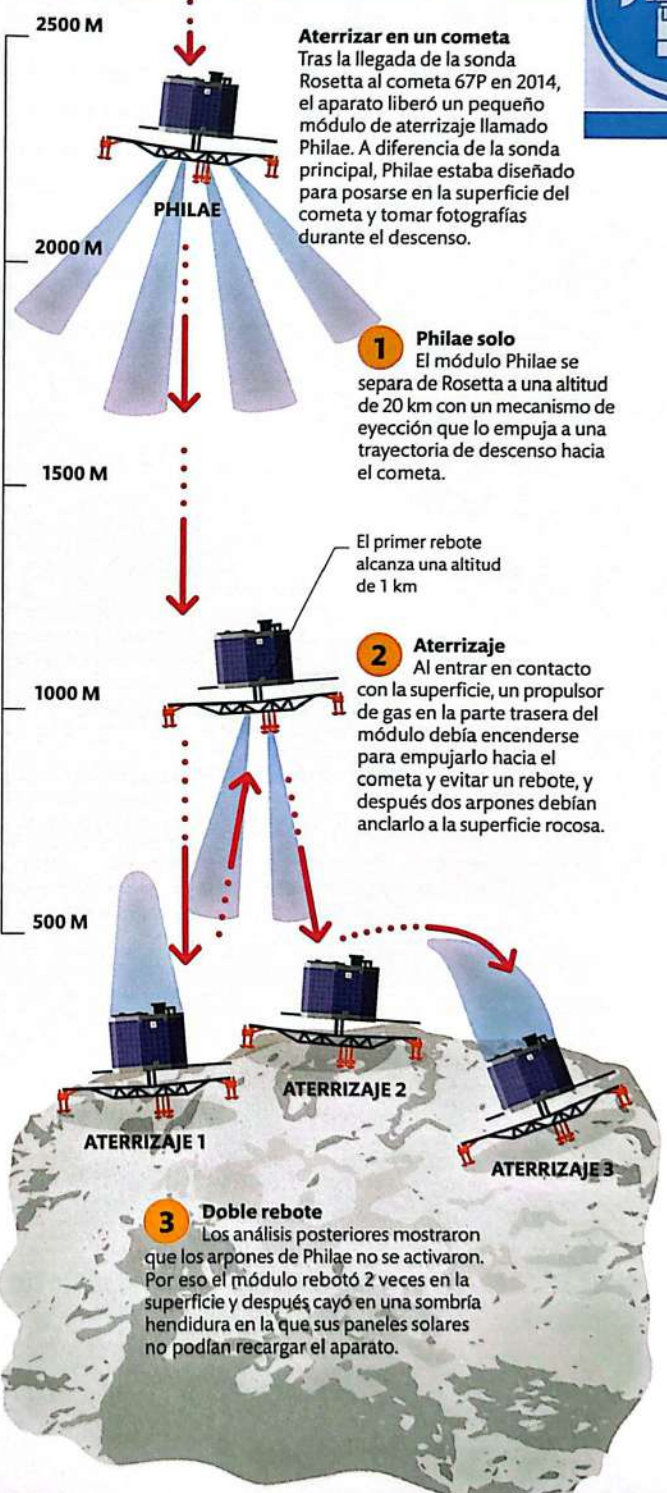 2500 M
Aterrizar en un cometa
Tras la llegada de la sonda
Rosetta al cometa 67P en 2014,
el aparato liberó un pequeño
módulo de aterrizaje llamado
Philae. A diferencia de la sonda
principal, Philae estaba diseñado
para posarse en la superficie del
cometa y tomar fotografías
durante el descenso.
PHILAE
2000 M
1 Philae solo
El módulo Philae se
separa de Rosetta a una altitud
de 20 km con un mecanismo de
eyección que lo empuja a una
trayectoria de descenso hacia
el cometa.
1500 M
El primer rebote
alcanza una altitud
de 1 km
2 Aterrizaje
Al entrar en contacto
con la superficie, un propulsor
de gas en la parte trasera del
módulo debía encenderse
para empujarlo hacia el
cometa y evitar un rebote, y
después dos arpones debían
anclarlo a la superficie rocosa.
1000 M
500 M
ATERRIZAJE 1
ATERRIZAJE 2
ATERRIZAJE 3
3 Doble rebote
Los análisis posteriores mostraron
que los arpones de Philae no se activaron.
Por eso el módulo rebotó 2 veces en la
superficie y después cayó en una sombría
hendidura en la que sus paneles solares
no podían recargar el aparato.